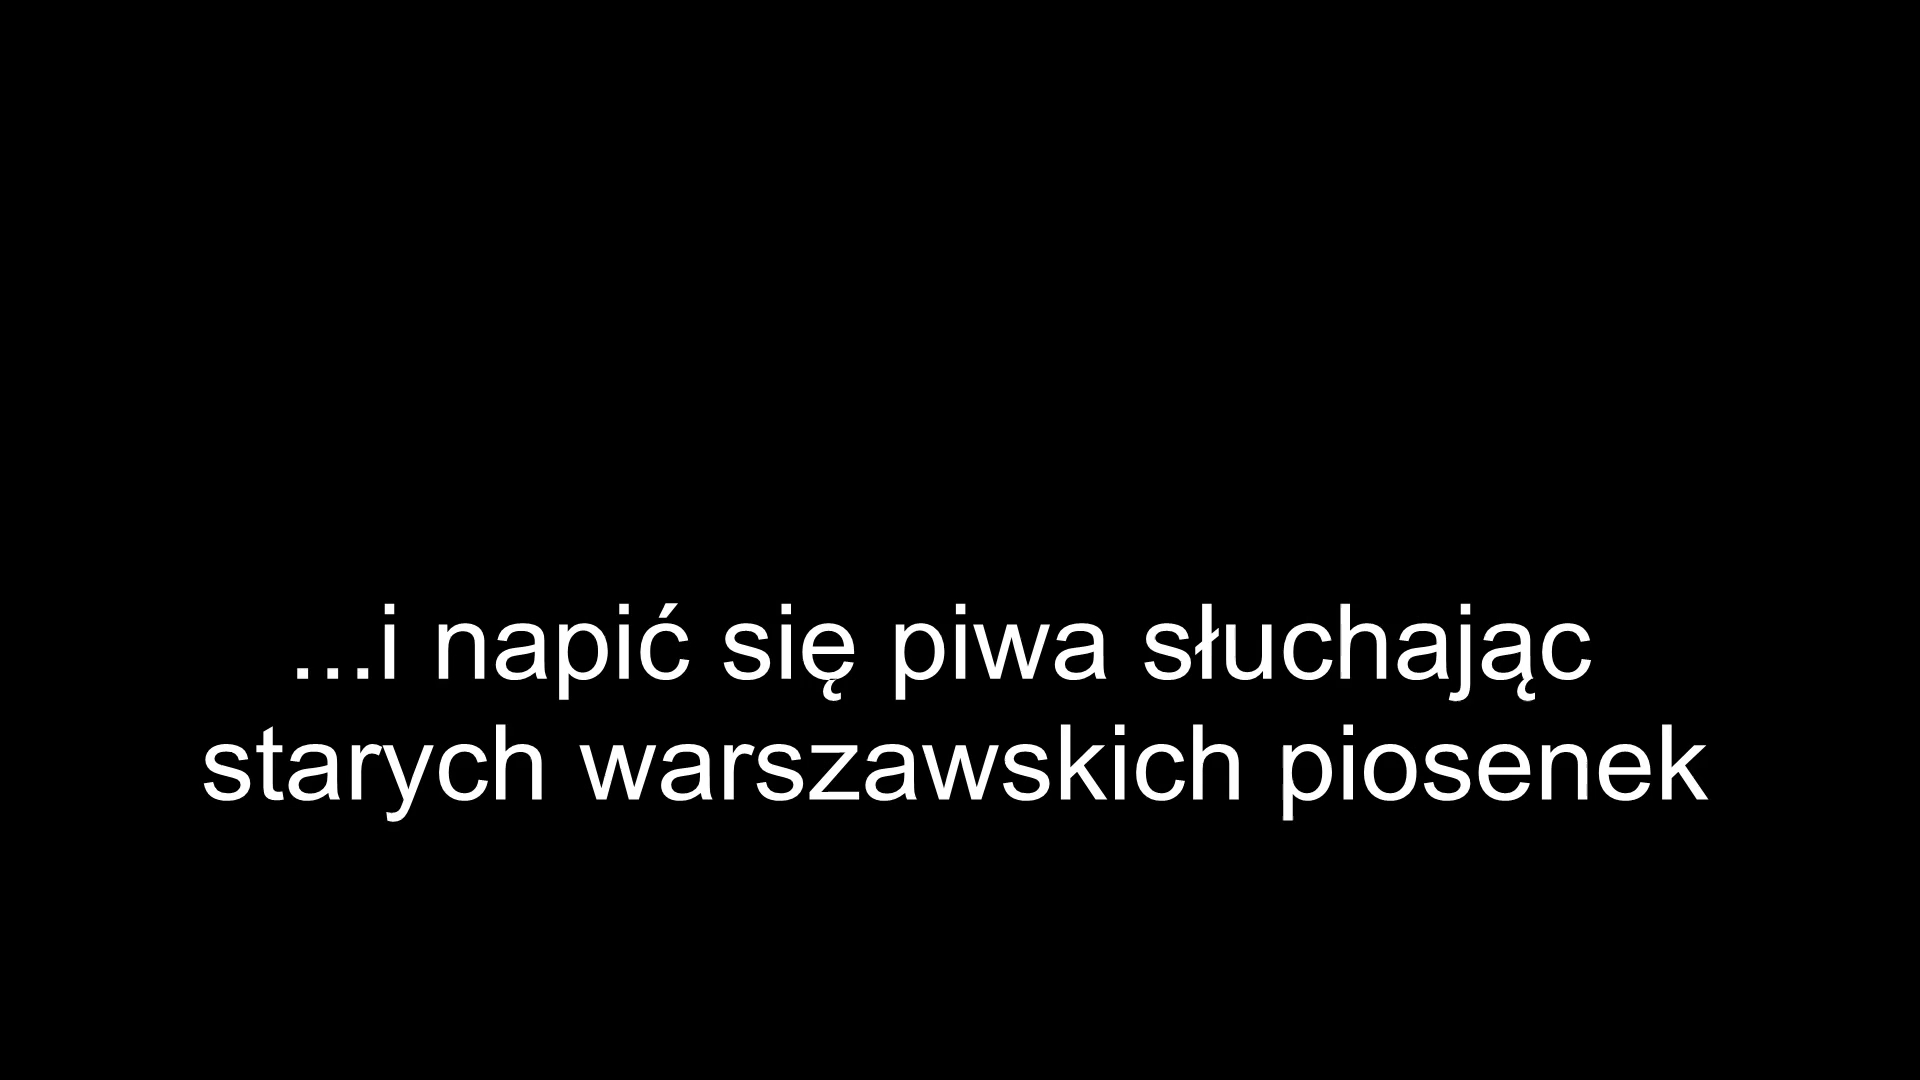 ...i napić się piwa słuchając
starych warszawskich piosenek